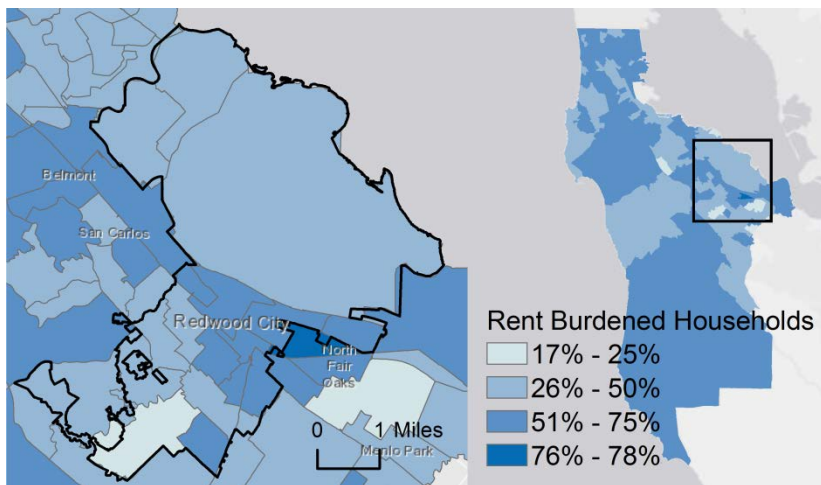 Belmont
San Carlos
Redwood City
North
Fair
Oaks
0 1 Miles
Menlo Park
Rent Burdened Households
17% - 25%
26% - 50%
51% - 75%
76% - 78%